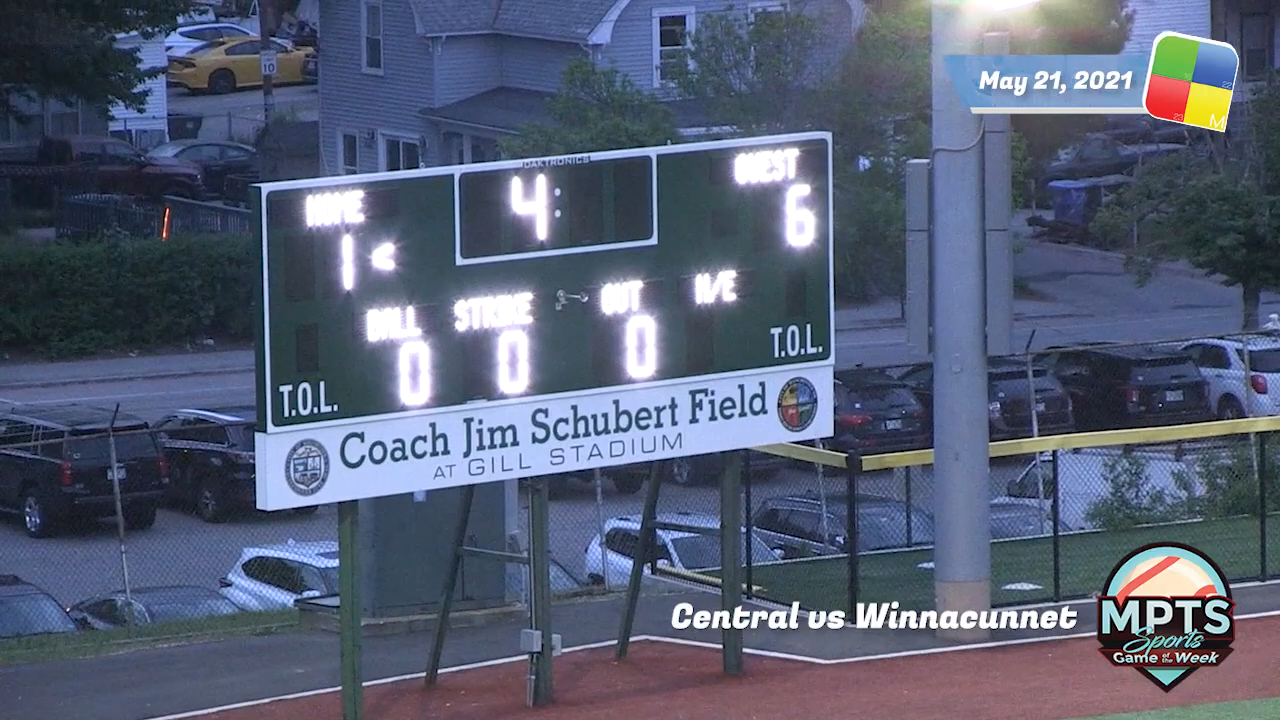 May 21, 2021
M
10
DAKTRONICS
HOME
4:
GUEST
1 <
6
BALL
STRIKE
OUT
H/E
0
0
0
T.O.L.
T.O.L.
Coach Jim Schubert Field
AT GILL STADIUM
Central vs Winnacunnet
MPTS
Sports
Game of the Week